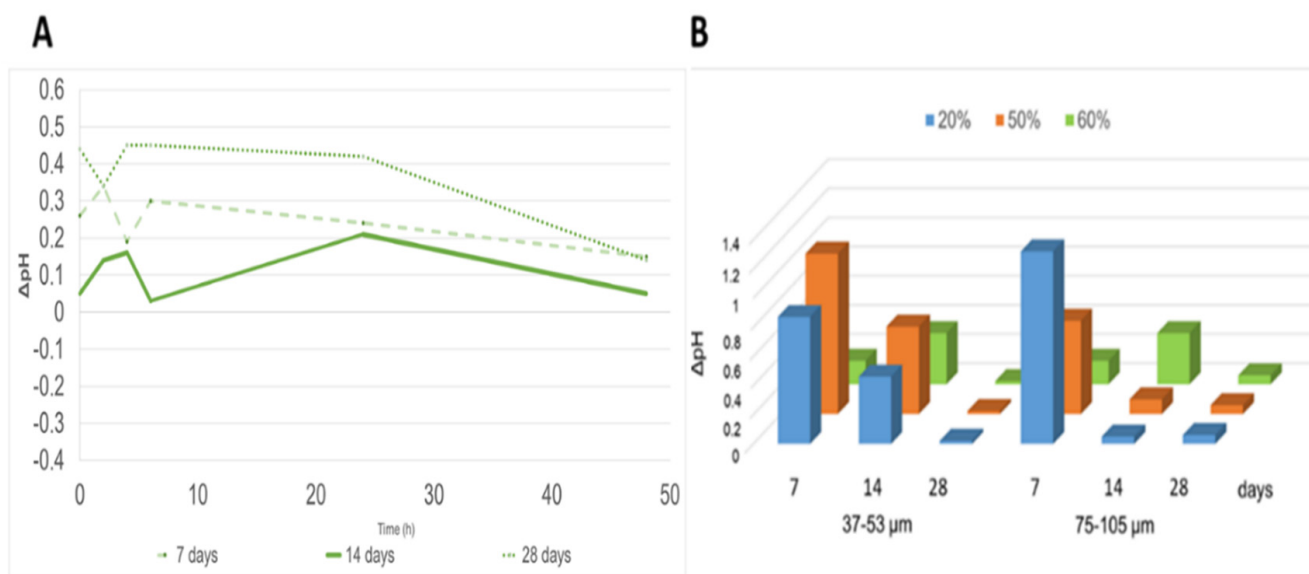 A
0.6
0.5
0.4
0.3
0.2
0.1
0
-0.1
-0.2
-0.3
-0.4
ΔpH
0 10 20 30 40 50
Time (h)
7 days 14 days 28 days
B
20% 50% 60%
1.4
1.2
1
0.8
0.6
0.4
0.2
0
ΔpH
7 14 28 7 14 28 days
37-53 µm 75-105 µm